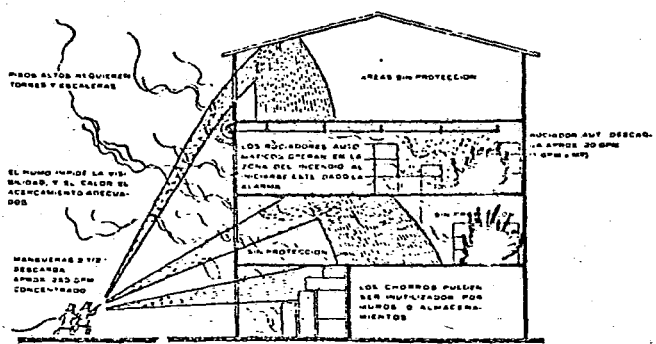 PISOS ALTOS REQUIEREN
TORRES Y ESCALERAS
AREAS SIN PROTECCION
LOS ROCIADORES AUTO
MATICOS OPERAN EN LA
ZONA DEL INCENDIO AL
INICIARSE ESTE DADO LA
ALARMA
ROCIADOR AUT. DESCAR-
GA APROX 20 GPM
EL HUMO IMPIDE LA VISI
BILIDAD, Y EL CALOR EL
ACERCAMIENTO ADECUA-
DOS
SIN
SIN PROTECCION
MANGUERAS 2 1/2"
DESCARGA
APROX 250 GPM
CONCENTRADO
LOS CHORROS PUEDEN
SER INUTILIZADOR POR
MUROS O ALMACENA-
MIENTOS